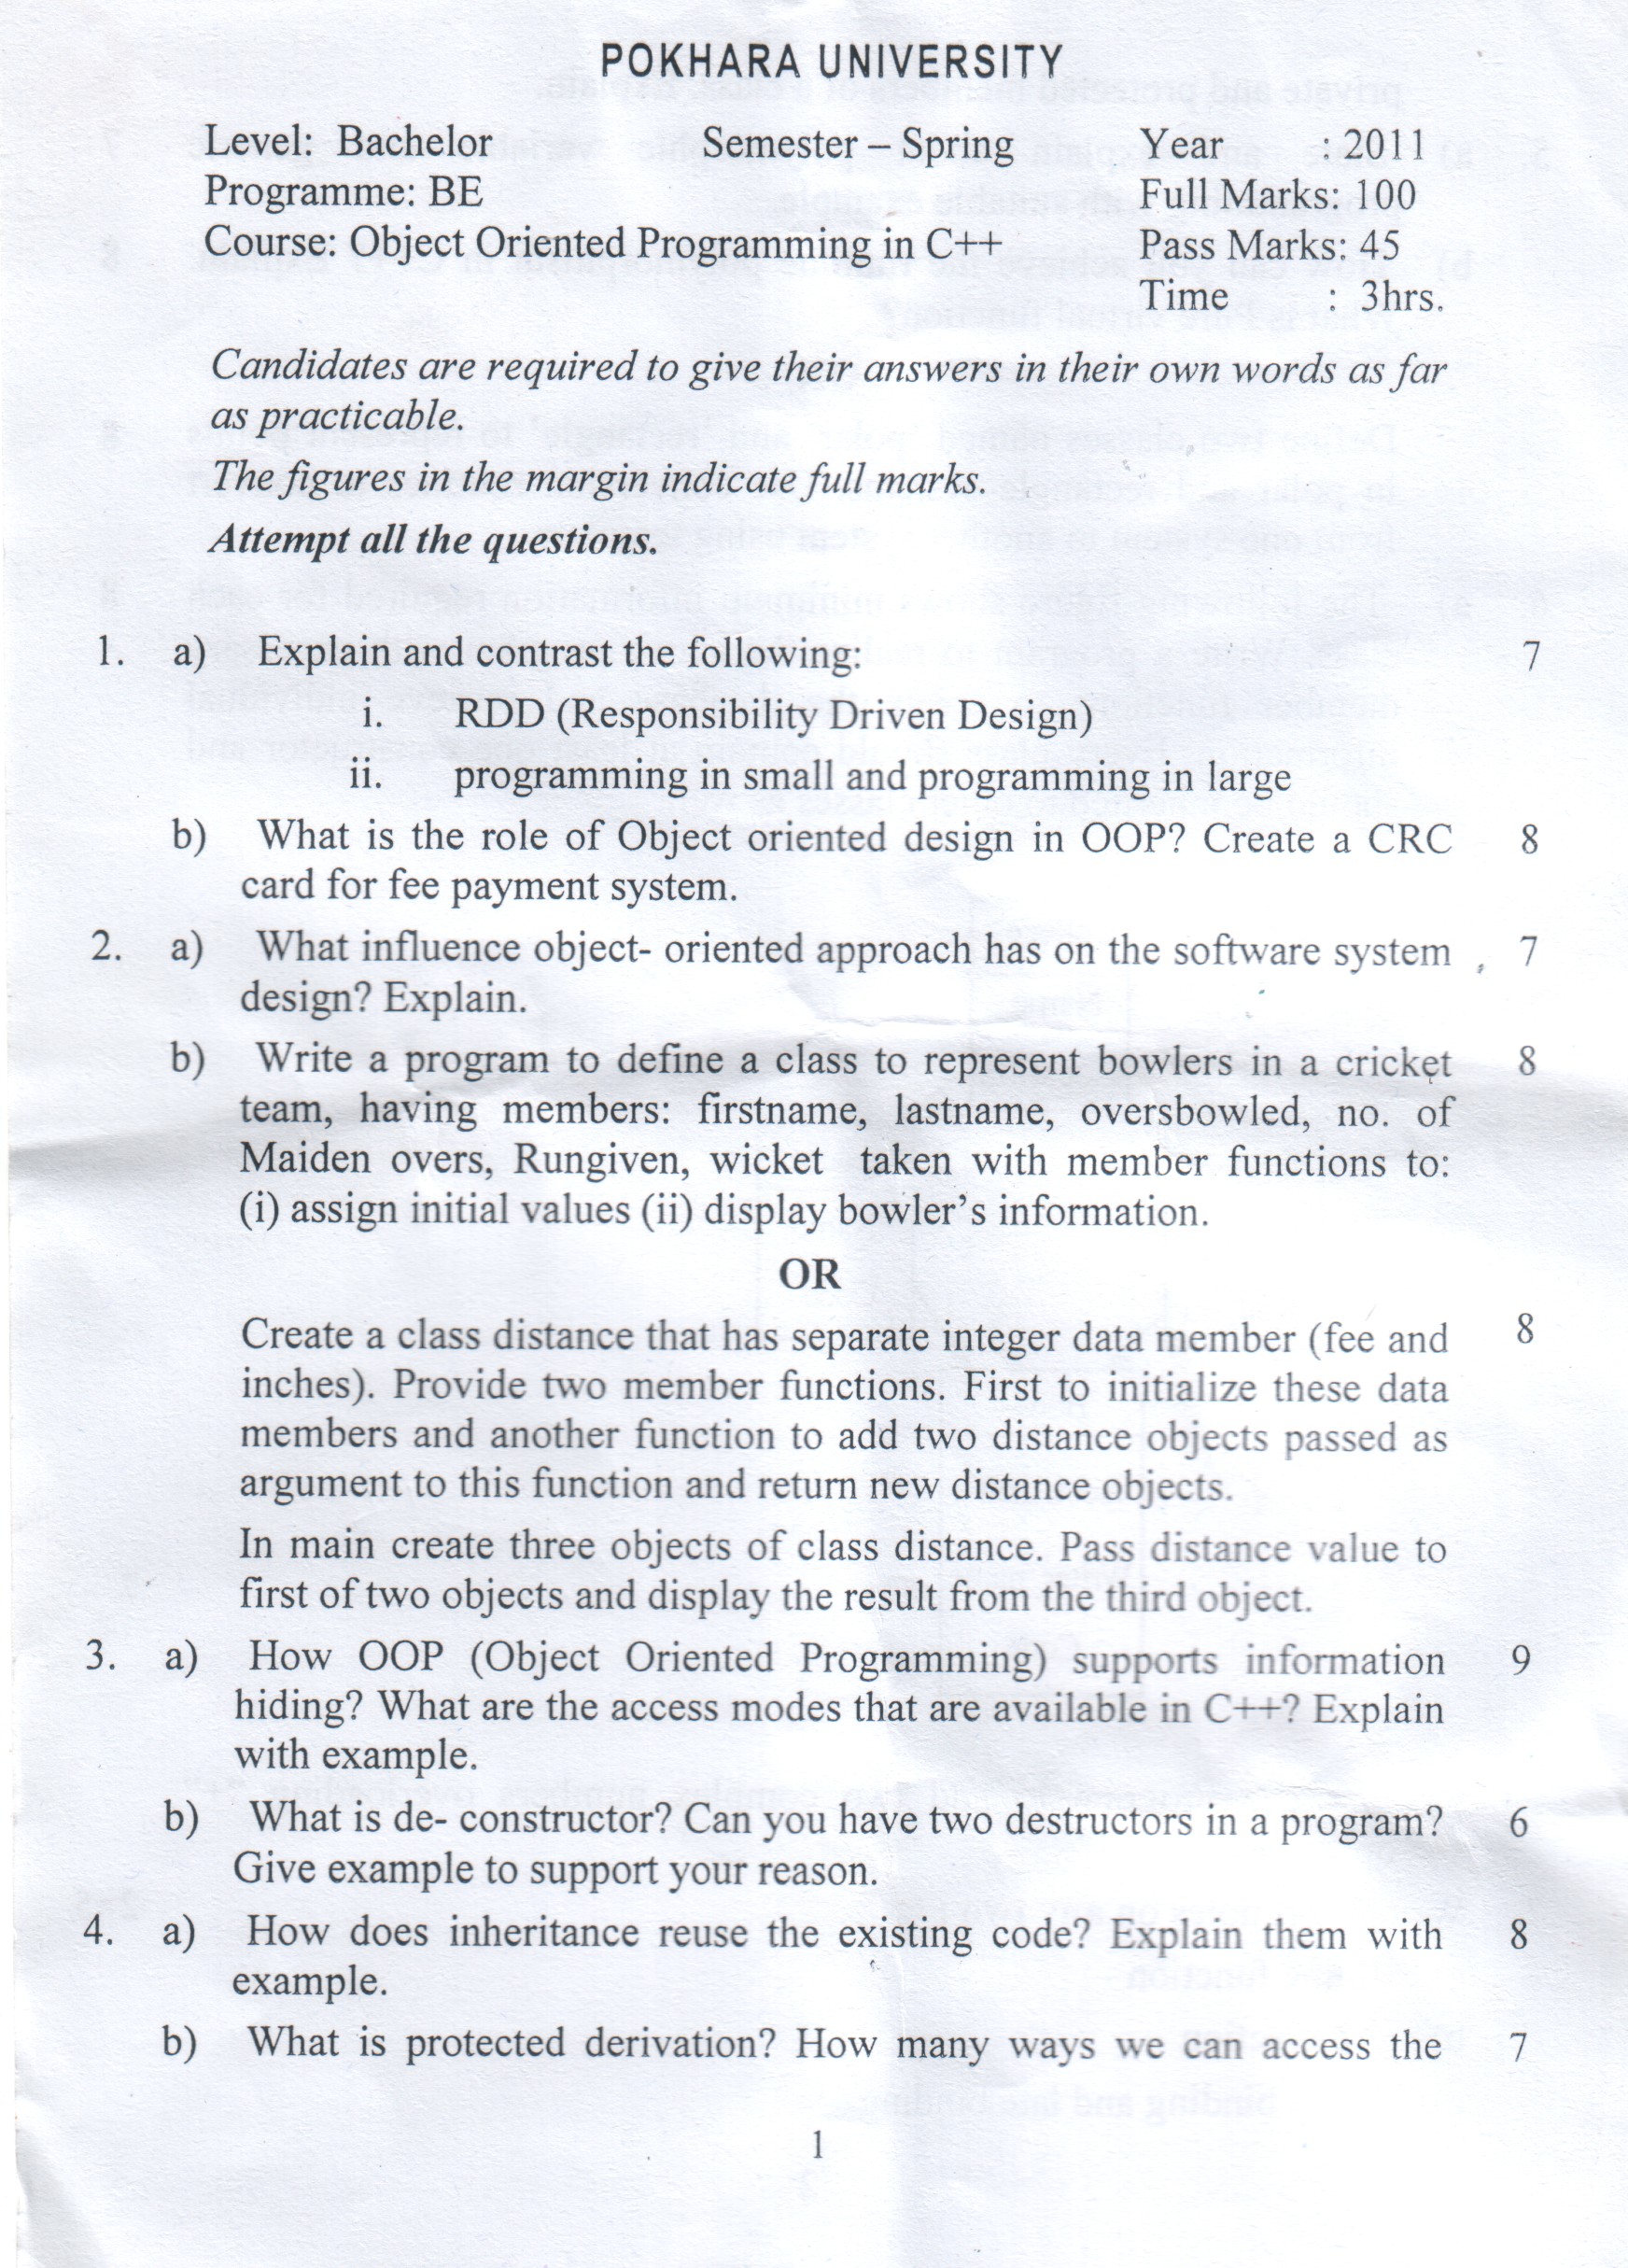 POKHARA UNIVERSITY
Level: Bachelor Semester – Spring Year : 2011
Programme: BE Full Marks: 100
Course: Object Oriented Programming in C++ Pass Marks: 45
Time : 3hrs.
Candidates are required to give their answers in their own words as far
as practicable.
The figures in the margin indicate full marks.
Attempt all the questions.
1. a) Explain and contrast the following: 7
i. RDD (Responsibility Driven Design)
ii. programming in small and programming in large
b) What is the role of Object oriented design in OOP? Create a CRC 8
card for fee payment system.
2. a) What influence object- oriented approach has on the software system 7
design? Explain.
b) Write a program to define a class to represent bowlers in a cricket 8
team, having members: firstname, lastname, oversbowled, no. of
Maiden overs, Rungiven, wicket taken with member functions to:
(i) assign initial values (ii) display bowler's information.
OR
Create a class distance that has separate integer data member (fee and 8
inches). Provide two member functions. First to initialize these data
members and another function to add two distance objects passed as
argument to this function and return new distance objects.
In main create three objects of class distance. Pass distance value to
first of two objects and display the result from the third object.
3. a) How OOP (Object Oriented Programming) supports information 9
hiding? What are the access modes that are available in C++? Explain
with example.
b) What is de- constructor? Can you have two destructors in a program? 6
Give example to support your reason.
4. a) How does inheritance reuse the existing code? Explain them with 8
example.
b) What is protected derivation? How many ways we can access the 7
1